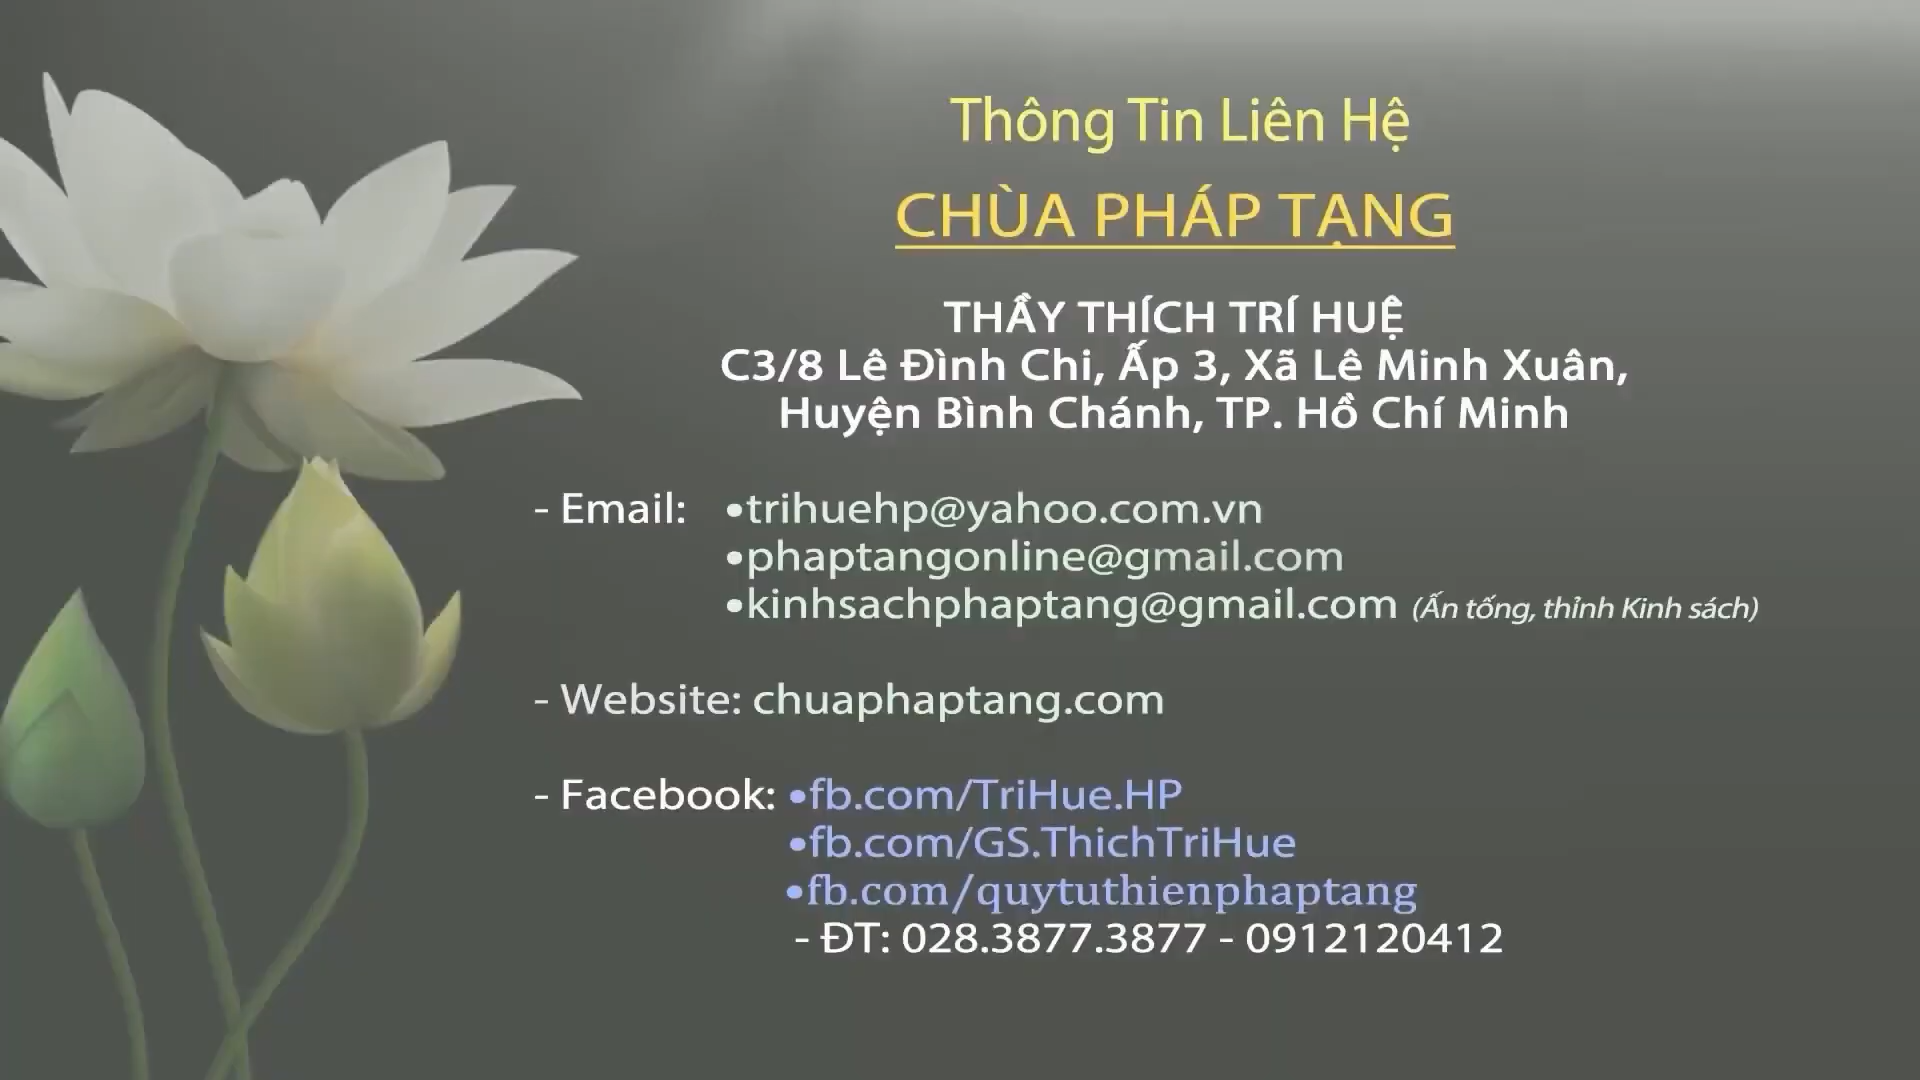 Thông Tin Liên Hệ
CHÙA PHÁP TẠNG
THẦY THÍCH TRÍ HUỆ
C3/8 Lê Đình Chi, Ấp 3, Xã Lê Minh Xuân,
Huyện Bình Chánh, TP. Hồ Chí Minh
- Email: •trihuehp@yahoo.com.vn
•phaptangonline@gmail.com
•kinhsachphaptang@gmail.com (Ấn tống, thỉnh Kinh sách)
- Website: chuaphaptang.com
- Facebook: •fb.com/TriHue.HP
•fb.com/GS.ThichTriHue
•fb.com/quytuthienphaptang
- ĐT: 028.3877.3877 - 0912120412